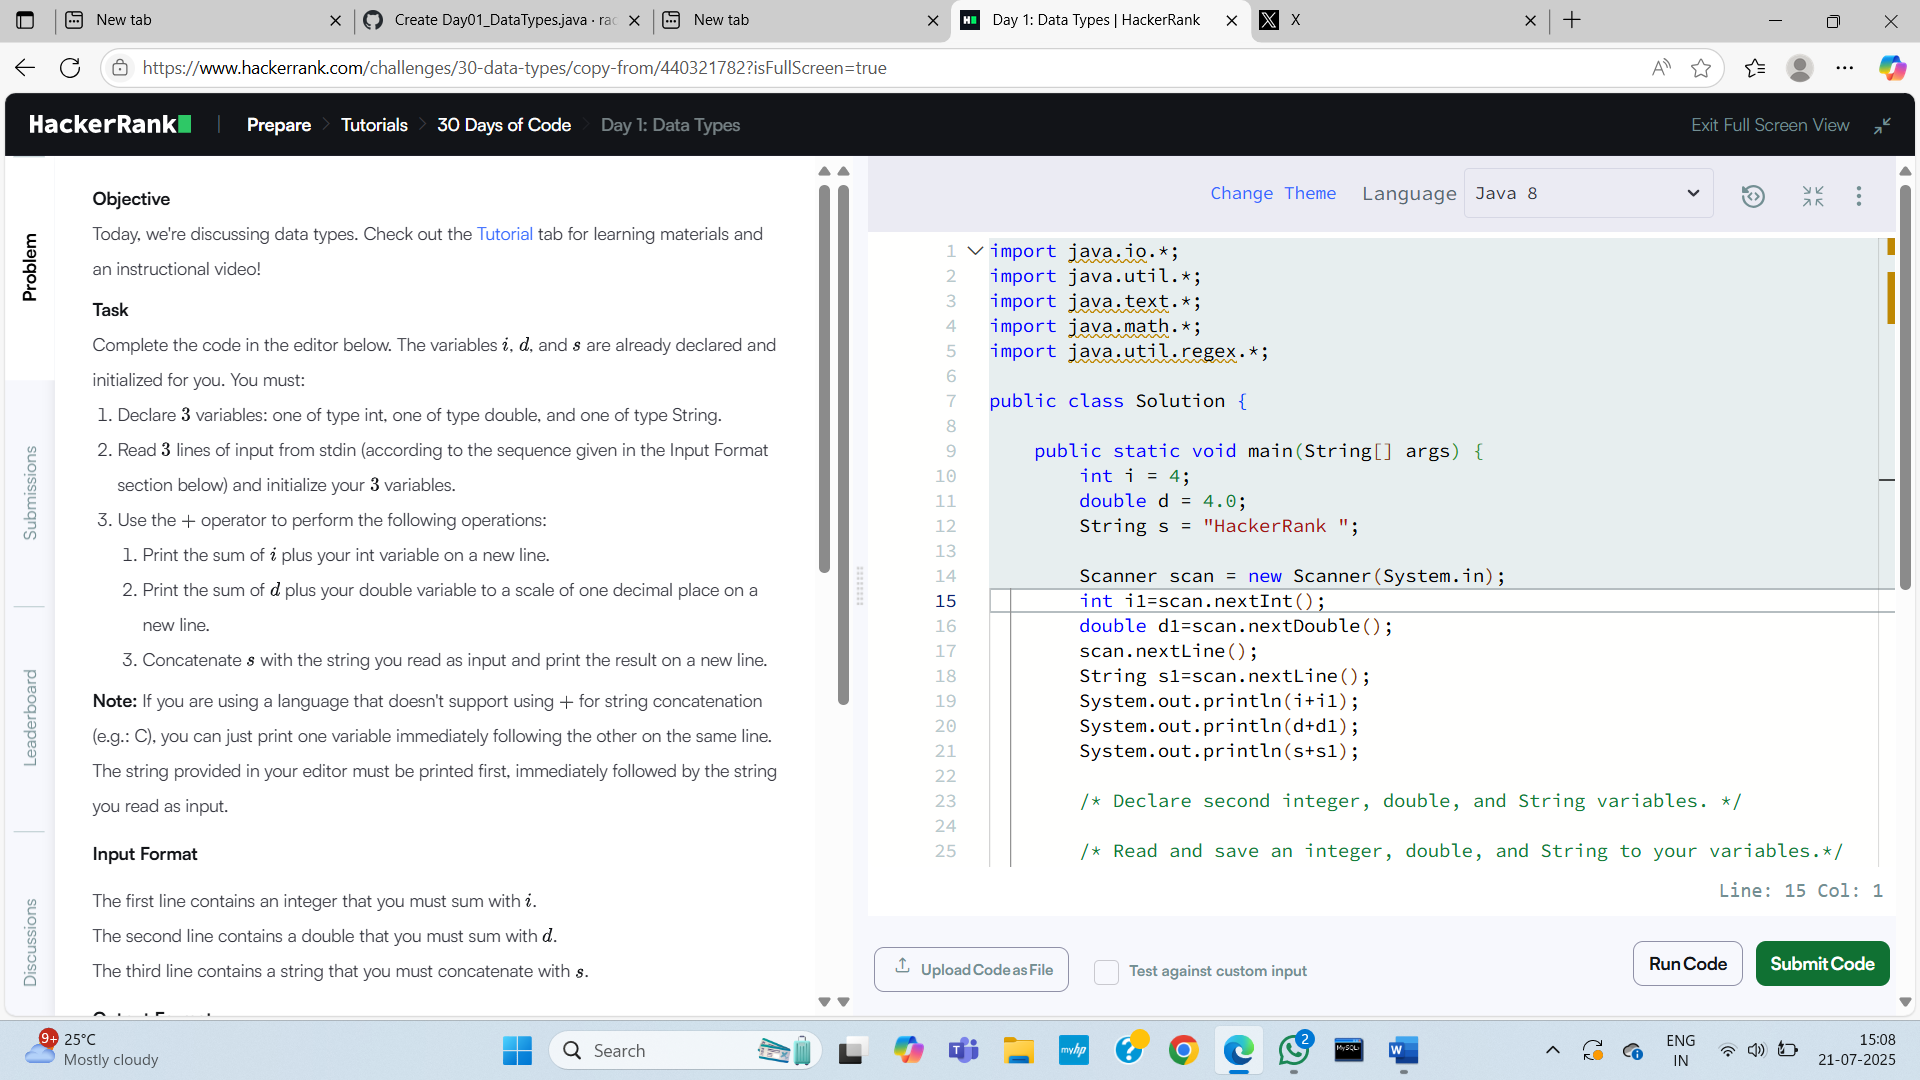 New tab
Create Day01_DataTypes.java · rac
New tab
Day 1: Data Types | HackerRank
X
https://www.hackerrank.com/challenges/30-data-types/copy-from/440321782?isFullScreen=true
HackerRank
Prepare
Tutorials
30 Days of Code
Day 1: Data Types
Exit Full Screen View
Problem
Submissions
Leaderboard
Discussions
Objective
Today, we're discussing data types. Check out the Tutorial tab for learning materials and
an instructional video!
Task
Complete the code in the editor below. The variables i, d, and s are already declared and
initialized for you. You must:
1. Declare 3 variables: one of type int, one of type double, and one of type String.
2. Read 3 lines of input from stdin (according to the sequence given in the Input Format
section below) and initialize your 3 variables.
3. Use the + operator to perform the following operations:
1. Print the sum of i plus your int variable on a new line.
2. Print the sum of d plus your double variable to a scale of one decimal place on a
new line.
3. Concatenate s with the string you read as input and print the result on a new line.
Note: If you are using a language that doesn't support using + for string concatenation
(e.g.: C), you can just print one variable immediately following the other on the same line.
The string provided in your editor must be printed first, immediately followed by the string
you read as input.
Input Format
The first line contains an integer that you must sum with i.
The second line contains a double that you must sum with d.
The third line contains a string that you must concatenate with s.
Change Theme
Language
Java 8
1 import java.io.*;
2 import java.util.*;
3 import java.text.*;
4 import java.math.*;
5 import java.util.regex.*;
6
7 public class Solution {
8
9 public static void main(String[] args) {
10 int i = 4;
11 double d = 4.0;
12 String s = "HackerRank ";
13
14 Scanner scan = new Scanner(System.in);
15 int i1=scan.nextInt();
16 double d1=scan.nextDouble();
17 scan.nextLine();
18 String s1=scan.nextLine();
19 System.out.println(i+i1);
20 System.out.println(d+d1);
21 System.out.println(s+s1);
22
23 /* Declare second integer, double, and String variables. */
24
25 /* Read and save an integer, double, and String to your variables.*/
Line: 15 Col: 1
Upload Code as File
Test against custom input
Run Code
Submit Code
9+
25°C
Mostly cloudy
Search
myhp
2
MySQL
ENG
IN
15:08
21-07-2025